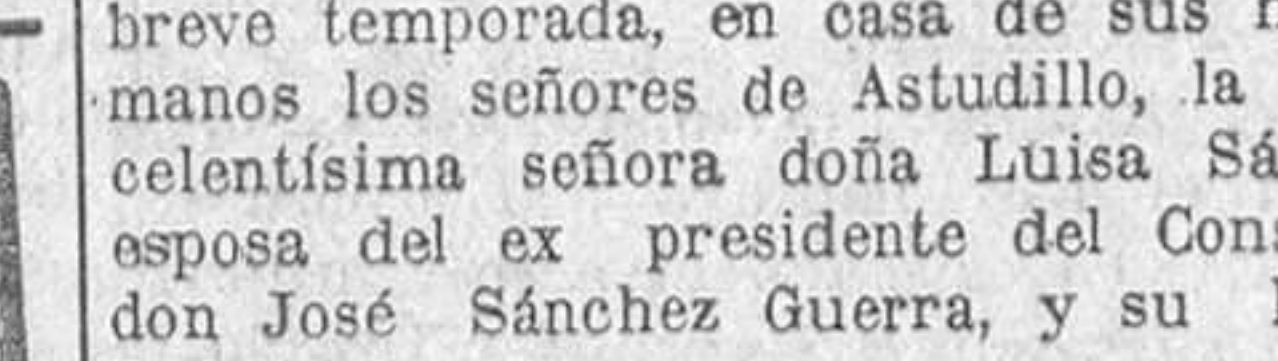 breve temporada, en casa de sus
manos los señores de Astudillo, la
celentísima señora doña Luisa Sá
esposa del ex presidente del Cons
don José Sánchez Guerra, y su